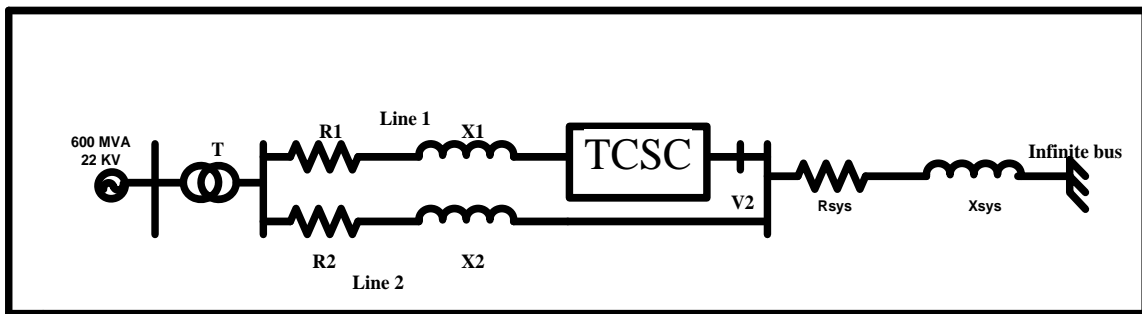 600 MVA
22 KV
T
R1
Line 1
X1
TCSC
V2
Infinite bus
Rsys
Xsys
R2
Line 2
X2